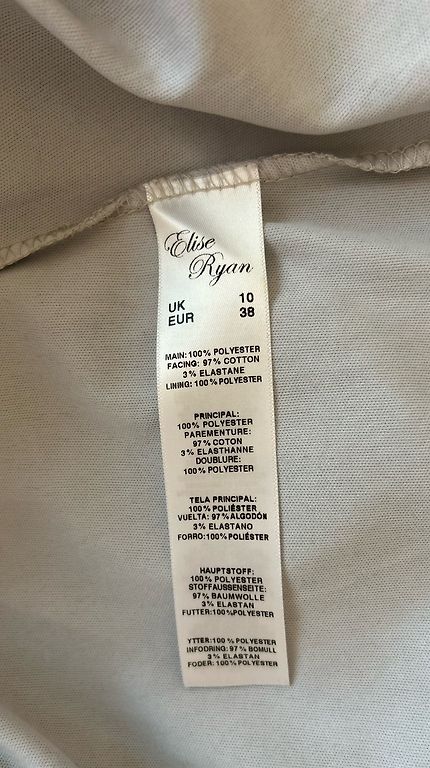 Elise
Ryan
UK 10
EUR 38
MAIN: 100% POLYESTER
FACING: 97% COTTON
3% ELASTANE
LINING: 100% POLYESTER
PRINCIPAL:
100% POLYESTER
PAREMENTURE:
97% COTON
3% ELASTHANNE
DOUBLURE:
100% POLYESTER
TELA PRINCIPAL:
100% POLIÉSTER
VUELTA: 97% ALGODÓN
3% ELASTANO
FORRO:100% POLIÉSTER
HAUPTSTOFF:
100% POLYESTER
STOFFAUSSENSEITE:
97% BAUMWOLLE
3% ELASTAN
FUTTER:100% POLYESTER
YTTER:100% POLYESTER
INFODRING: 97% BOMULL
3% ELASTAN
FODER: 100% POLYESTER